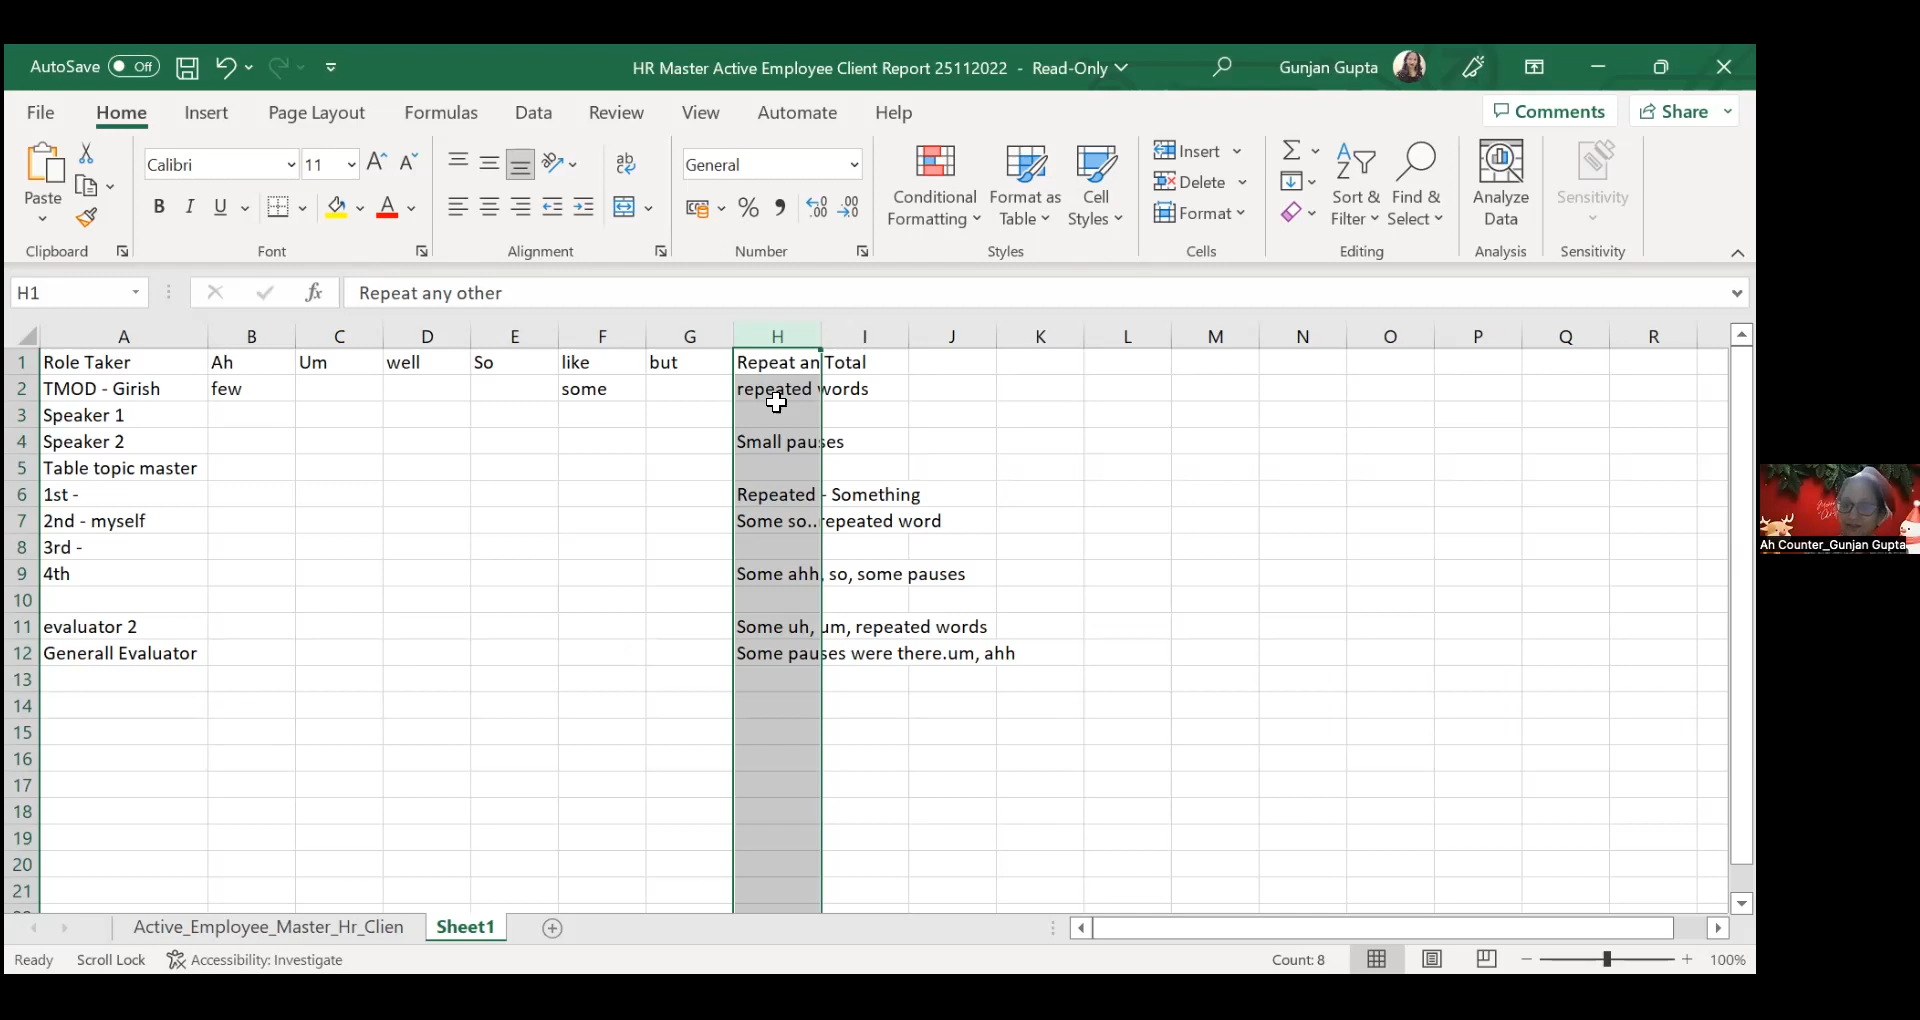 AutoSave Off HR Master Active Employee Client Report 25112022 - Read-Only Gunjan Gupta
File Home Insert Page Layout Formulas Data Review View Automate Help Comments Share
Paste
Calibri 11
B I U A
ab
General
% ,
Conditional Formatting
Format as Table
Cell Styles
Insert
Delete
Format
Sort & Filter
Find & Select
Analyze Data
Sensitivity
Clipboard Font Alignment Number Styles Cells Editing Analysis Sensitivity
H1 fx Repeat any other
A B C D E F G H I J K L M N O P Q R
1 Role Taker Ah Um well So like but Repeat an Total
2 TMOD - Girish few some repeated words
3 Speaker 1
4 Speaker 2 Small pauses
5 Table topic master
6 1st - Repeated - Something
7 2nd - myself Some so..repeated word
8 3rd -
9 4th Some ahh, so, some pauses
10
11 evaluator 2 Some uh, um, repeated words
12 Generall Evaluator Some pauses were there.um, ahh
13
14
15
16
17
18
19
20
21
Active_Employee_Master_Hr_Clien Sheet1
Ready Scroll Lock Accessibility: Investigate Count: 8 100%
Ah Counter_Gunjan Gupta